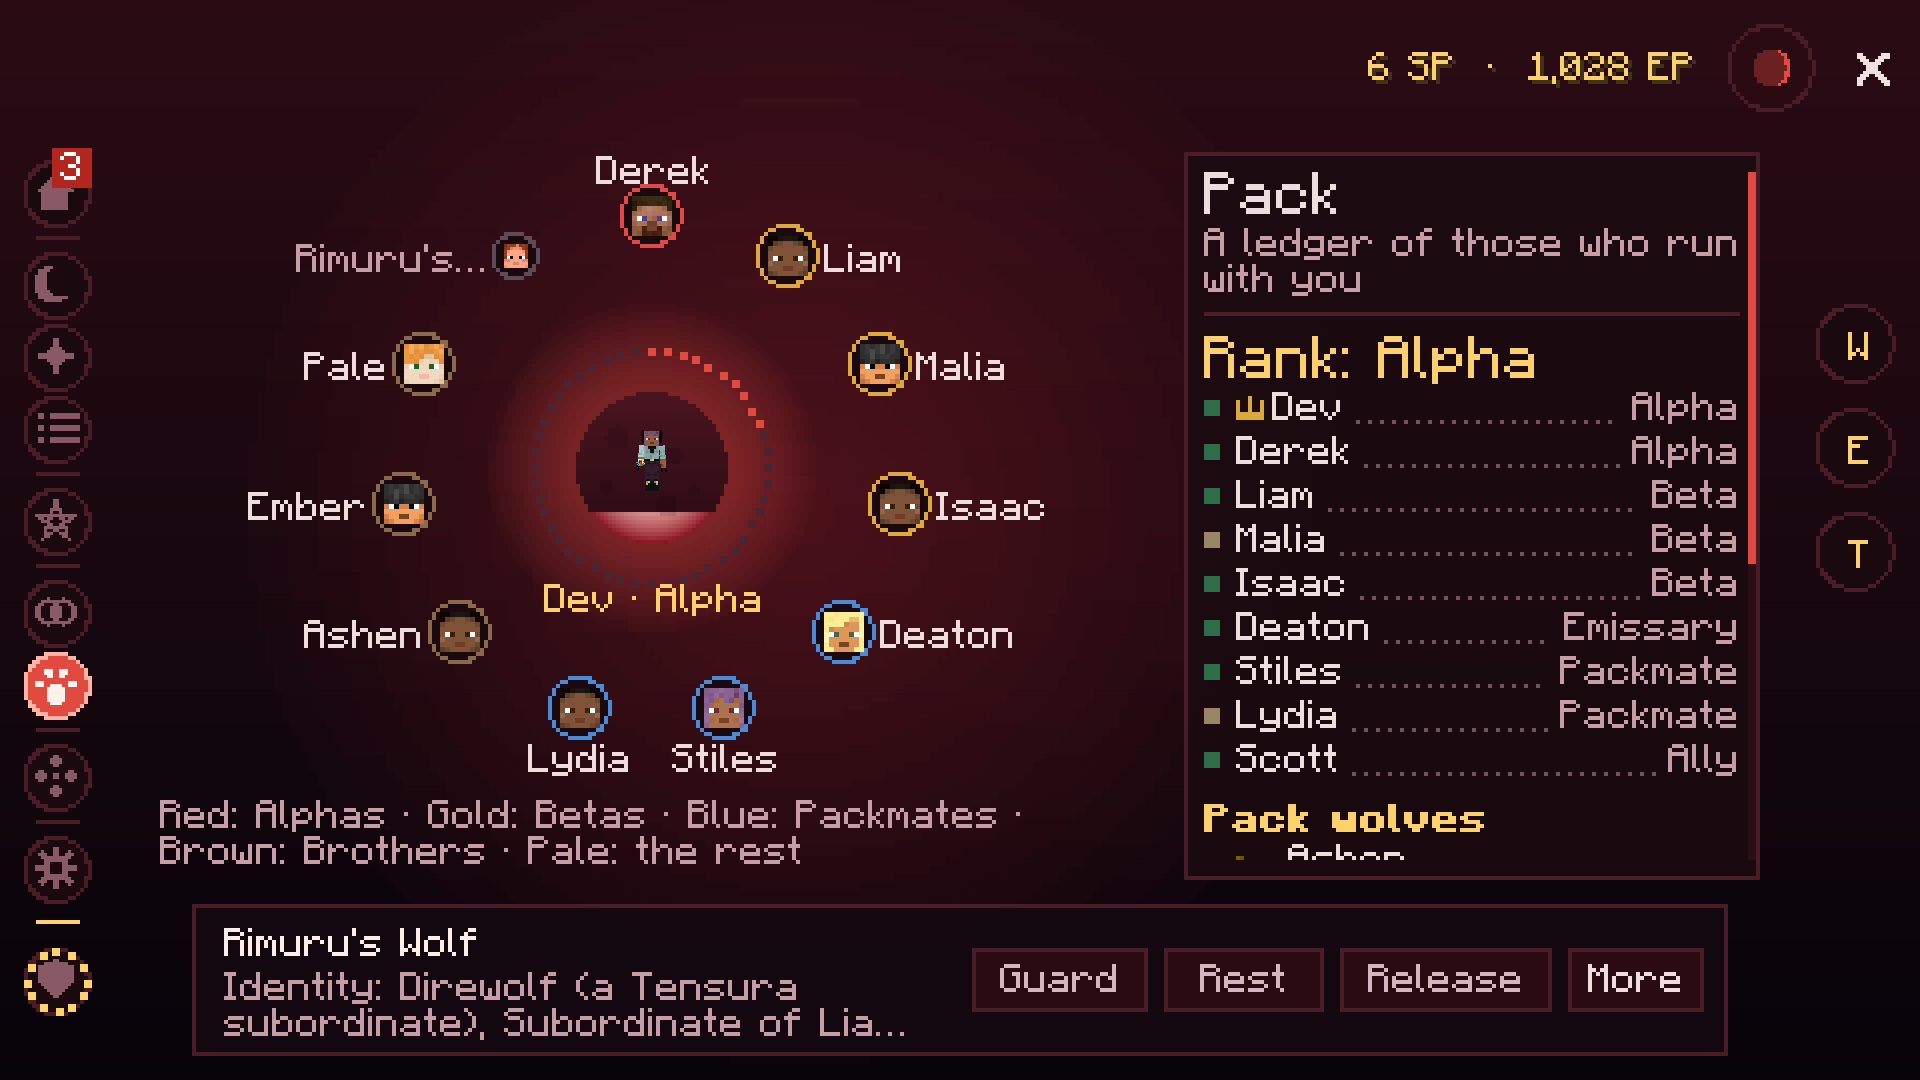 6 SP · 1,028 EP
3
Derek
Rimuru's...
Liam
Pale
Malia
Ember
Isaac
Dev · Alpha
Ashen
Deaton
Lydia
Stiles
Red: Alphas · Gold: Betas · Blue: Packmates ·
Brown: Brothers · Pale: the rest
Pack
A ledger of those who run
with you
Rank: Alpha
Dev Alpha
Derek Alpha
Liam Beta
Malia Beta
Isaac Beta
Deaton Emissary
Stiles Packmate
Lydia Packmate
Scott Ally
Pack wolves
Ashen
W
E
T
Rimuru's Wolf
Identity: Direwolf (a Tensura
subordinate), Subordinate of Lia...
Guard
Rest
Release
More